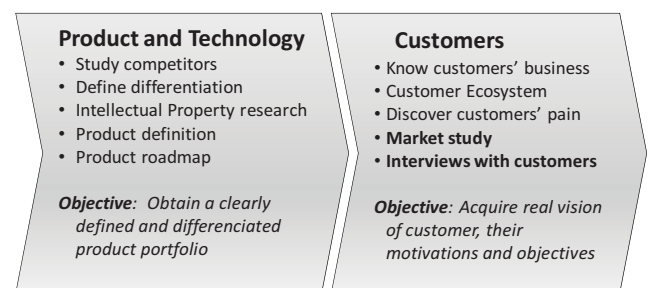 Product and Technology
• Study competitors
• Define differentiation
• Intellectual Property research
• Product definition
• Product roadmap
Objective: Obtain a clearly
defined and differenciated
product portfolio
Customers
• Know customers’ business
• Customer Ecosystem
• Discover customers’ pain
• Market study
• Interviews with customers
Objective: Acquire real vision
of customer, their
motivations and objectives